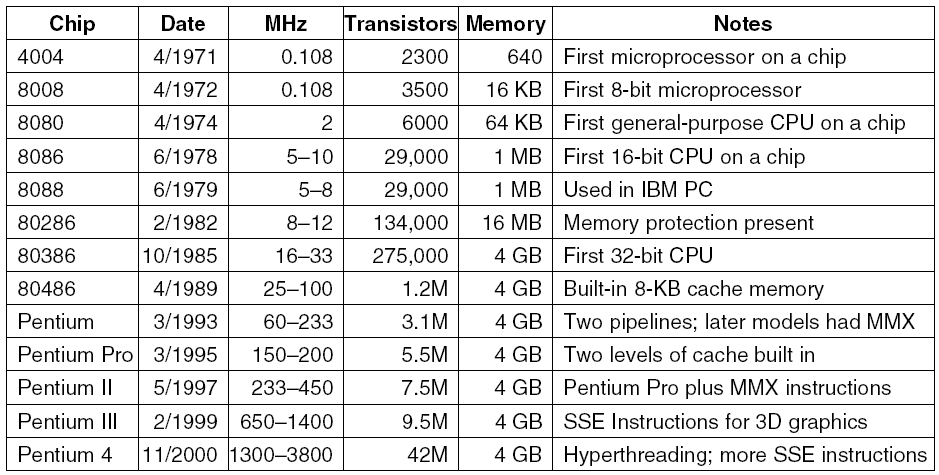 Chip Date MHz Transistors Memory Notes
4004 4/1971 0.108 2300 640 First microprocessor on a chip
8008 4/1972 0.108 3500 16 KB First 8-bit microprocessor
8080 4/1974 2 6000 64 KB First general-purpose CPU on a chip
8086 6/1978 5–10 29,000 1 MB First 16-bit CPU on a chip
8088 6/1979 5–8 29,000 1 MB Used in IBM PC
80286 2/1982 8–12 134,000 16 MB Memory protection present
80386 10/1985 16–33 275,000 4 GB First 32-bit CPU
80486 4/1989 25–100 1.2M 4 GB Built-in 8-KB cache memory
Pentium 3/1993 60–233 3.1M 4 GB Two pipelines; later models had MMX
Pentium Pro 3/1995 150–200 5.5M 4 GB Two levels of cache built in
Pentium II 5/1997 233–450 7.5M 4 GB Pentium Pro plus MMX instructions
Pentium III 2/1999 650–1400 9.5M 4 GB SSE Instructions for 3D graphics
Pentium 4 11/2000 1300–3800 42M 4 GB Hyperthreading; more SSE instructions